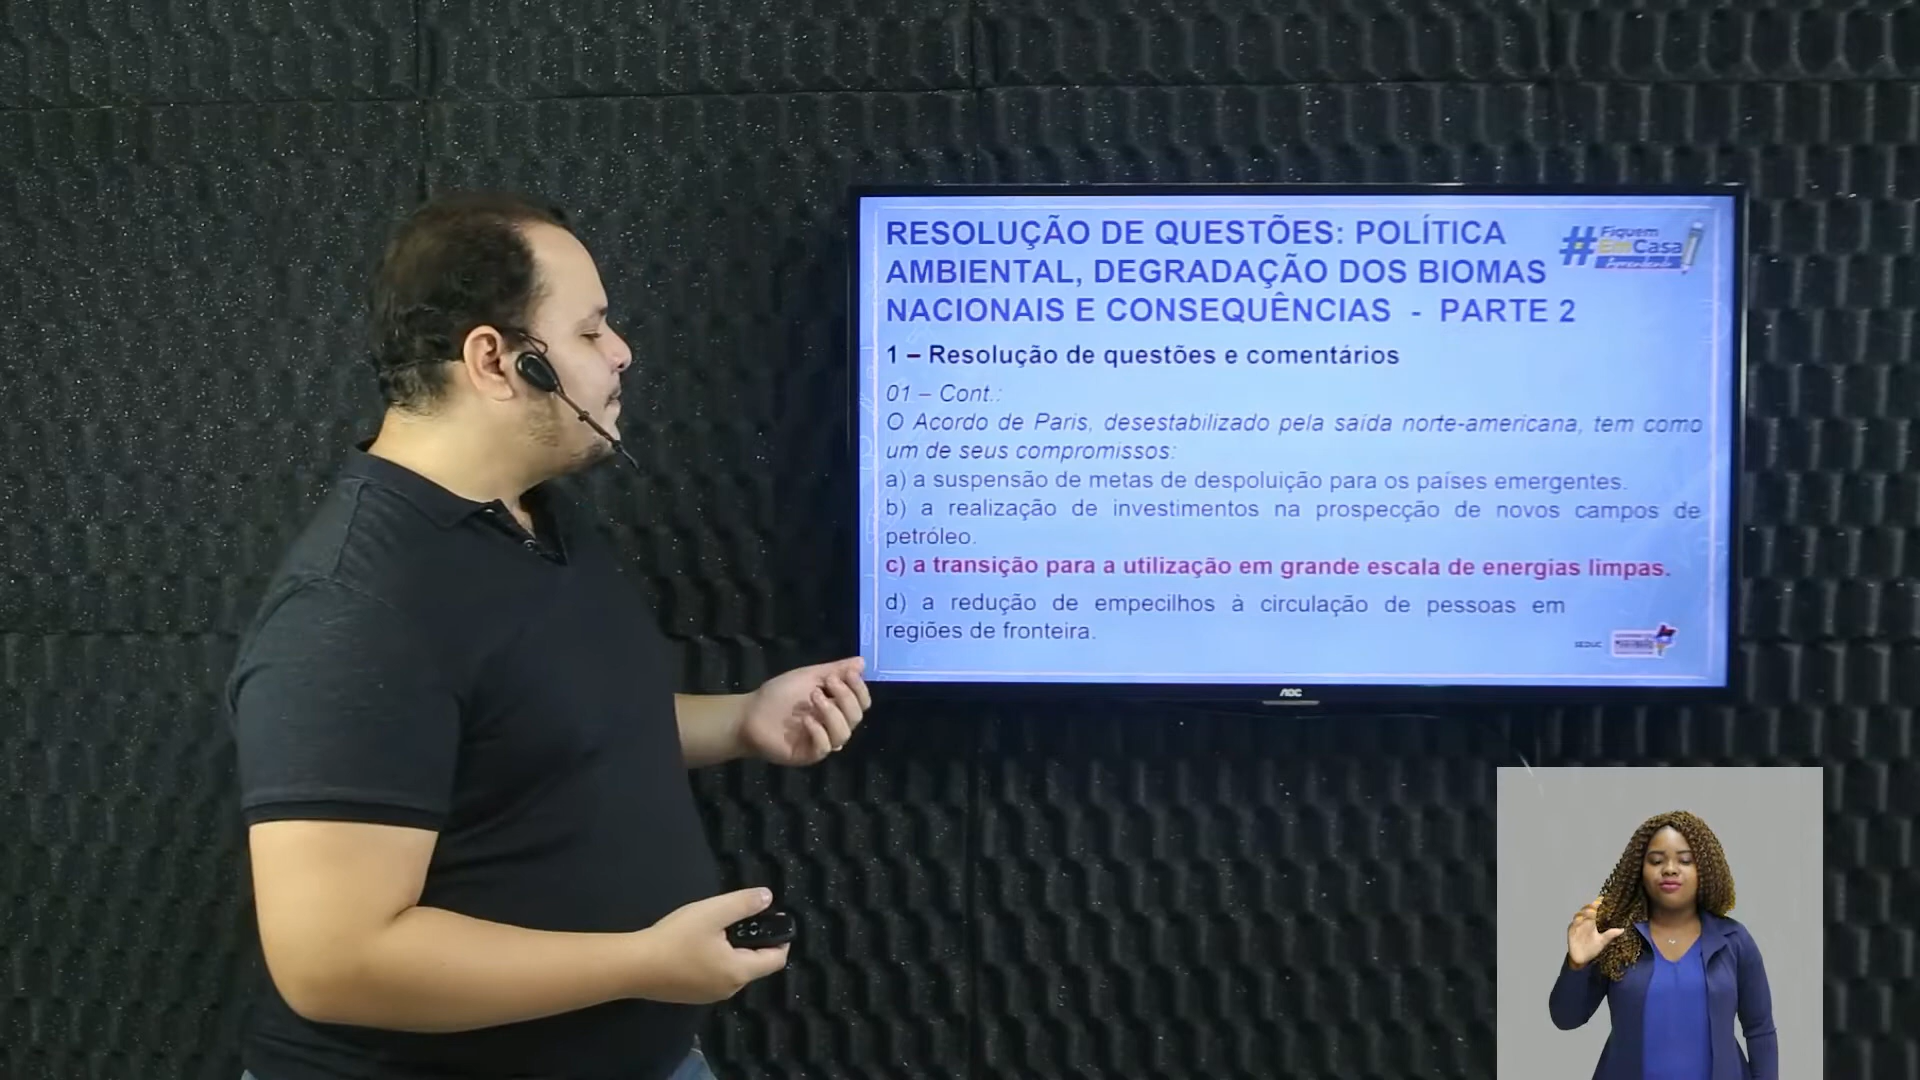 RESOLUÇÃO DE QUESTÕES: POLÍTICA
AMBIENTAL, DEGRADAÇÃO DOS BIOMAS
NACIONAIS E CONSEQUÊNCIAS - PARTE 2
#Fiquem
EmCasa
Aprendendo
1 – Resolução de questões e comentários
01 – Cont.:
O Acordo de Paris, desestabilizado pela saída norte-americana, tem como
um de seus compromissos:
a) a suspensão de metas de despoluição para os países emergentes.
b) a realização de investimentos na prospecção de novos campos de
petróleo.
c) a transição para a utilização em grande escala de energias limpas.
d) a redução de empecilhos à circulação de pessoas em
regiões de fronteira.
SEDUC
AOC